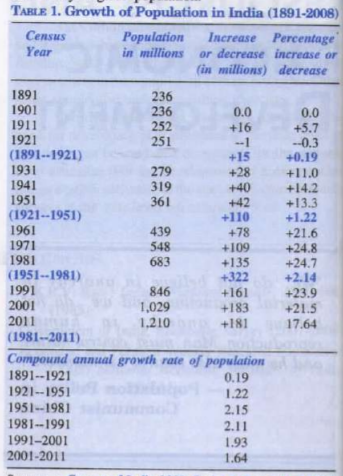 TABLE 1. Growth of Population in India (1891-2008)
Census Population Increase Percentage
Year in millions or decrease increase or
(in millions) decrease
1891 236
1901 236 0.0 0.0
1911 252 +16 +5.7
1921 251 --1 --0.3
(1891--1921) +15 +0.19
1931 279 +28 +11.0
1941 319 +40 +14.2
1951 361 +42 +13.3
(1921--1951) +110 +1.22
1961 439 +78 +21.6
1971 548 +109 +24.8
1981 683 +135 +24.7
(1951--1981) +322 +2.14
1991 846 +161 +23.9
2001 1,029 +183 +21.5
2011 1,210 +181 17.64
(1981--2011)
Compound annual growth rate of population
1891--1921 0.19
1921--1951 1.22
1951--1981 2.15
1981--1991 2.11
1991--2001 1.93
2001-2011 1.64